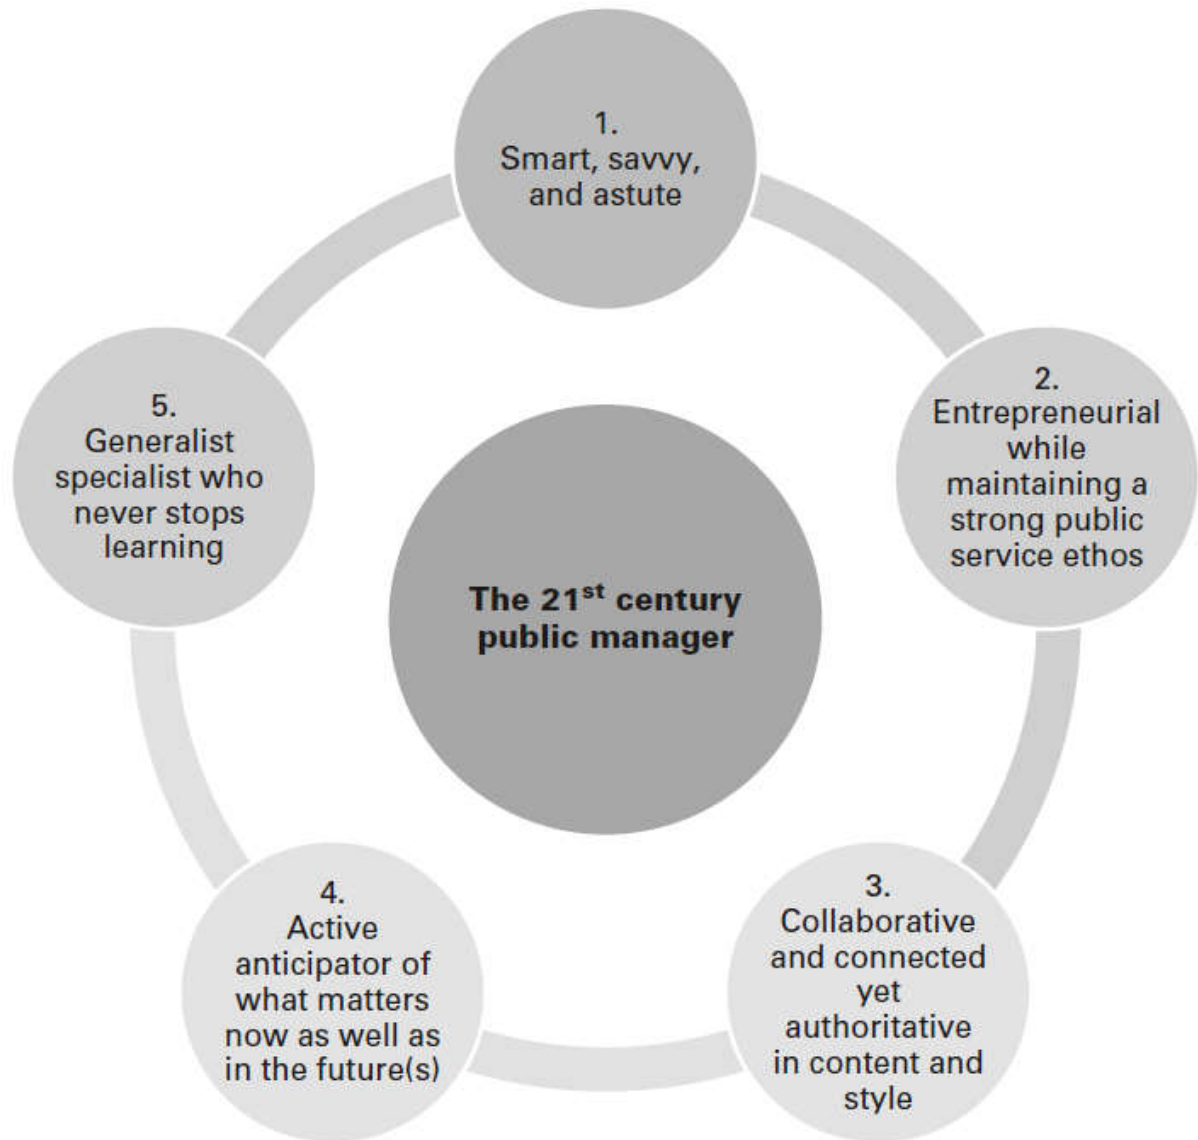 1.
Smart, savvy,
and astute
2.
Entrepreneurial
while
maintaining a
strong public
service ethos
3.
Collaborative
and connected
yet
authoritative
in content and
style
4.
Active
anticipator of
what matters
now as well as
in the future(s)
5.
Generalist
specialist who
never stops
learning
The 21st century
public manager